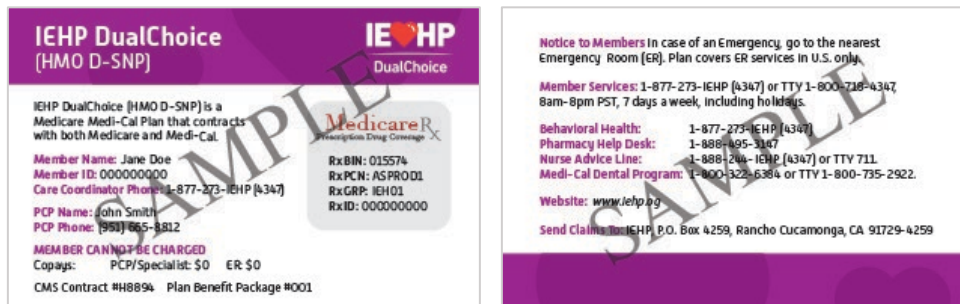 IEHP DualChoice
(HMO D-SNP)
IEHP
DualChoice
IEHP DualChoice (HMO D-SNP) is a
Medicare Medi-Cal Plan that contracts
with both Medicare and Medi-Cal.
Member Name: Jane Doe
Member ID: 000000000
Care Coordinator Phone: 1-877-273-IEHP (4347)
PCP Name: John Smith
PCP Phone: (951) 665-8812
MEMBER CANNOT BE CHARGED
Copays: PCP/Specialist: $0 ER: $0
CMS Contract #H8894 Plan Benefit Package #001
MedicareRx
Prescription Drug Coverage
RxBIN: 015574
RxPCN: ASPROD1
RxGRP: IEH01
RxID: 000000000
SAMPLE
Notice to Members In case of an Emergency, go to the nearest
Emergency Room (ER). Plan covers ER services in U.S. only.
Member Services: 1-877-273-IEHP (4347) or TTY 1-800-718-4347,
8am-8pm PST, 7 days a week, including holidays.
Behavioral Health: 1-877-273-IEHP (4347)
Pharmacy Help Desk: 1-888-495-3147
Nurse Advice Line: 1-888-244-IEHP (4347) or TTY 711.
Medi-Cal Dental Program: 1-800-322-6384 or TTY 1-800-735-2922.
Website: www.iehp.og
Send Claims To: IEHP, P.O. Box 4259, Rancho Cucamonga, CA 91729-4259
SAMPLE